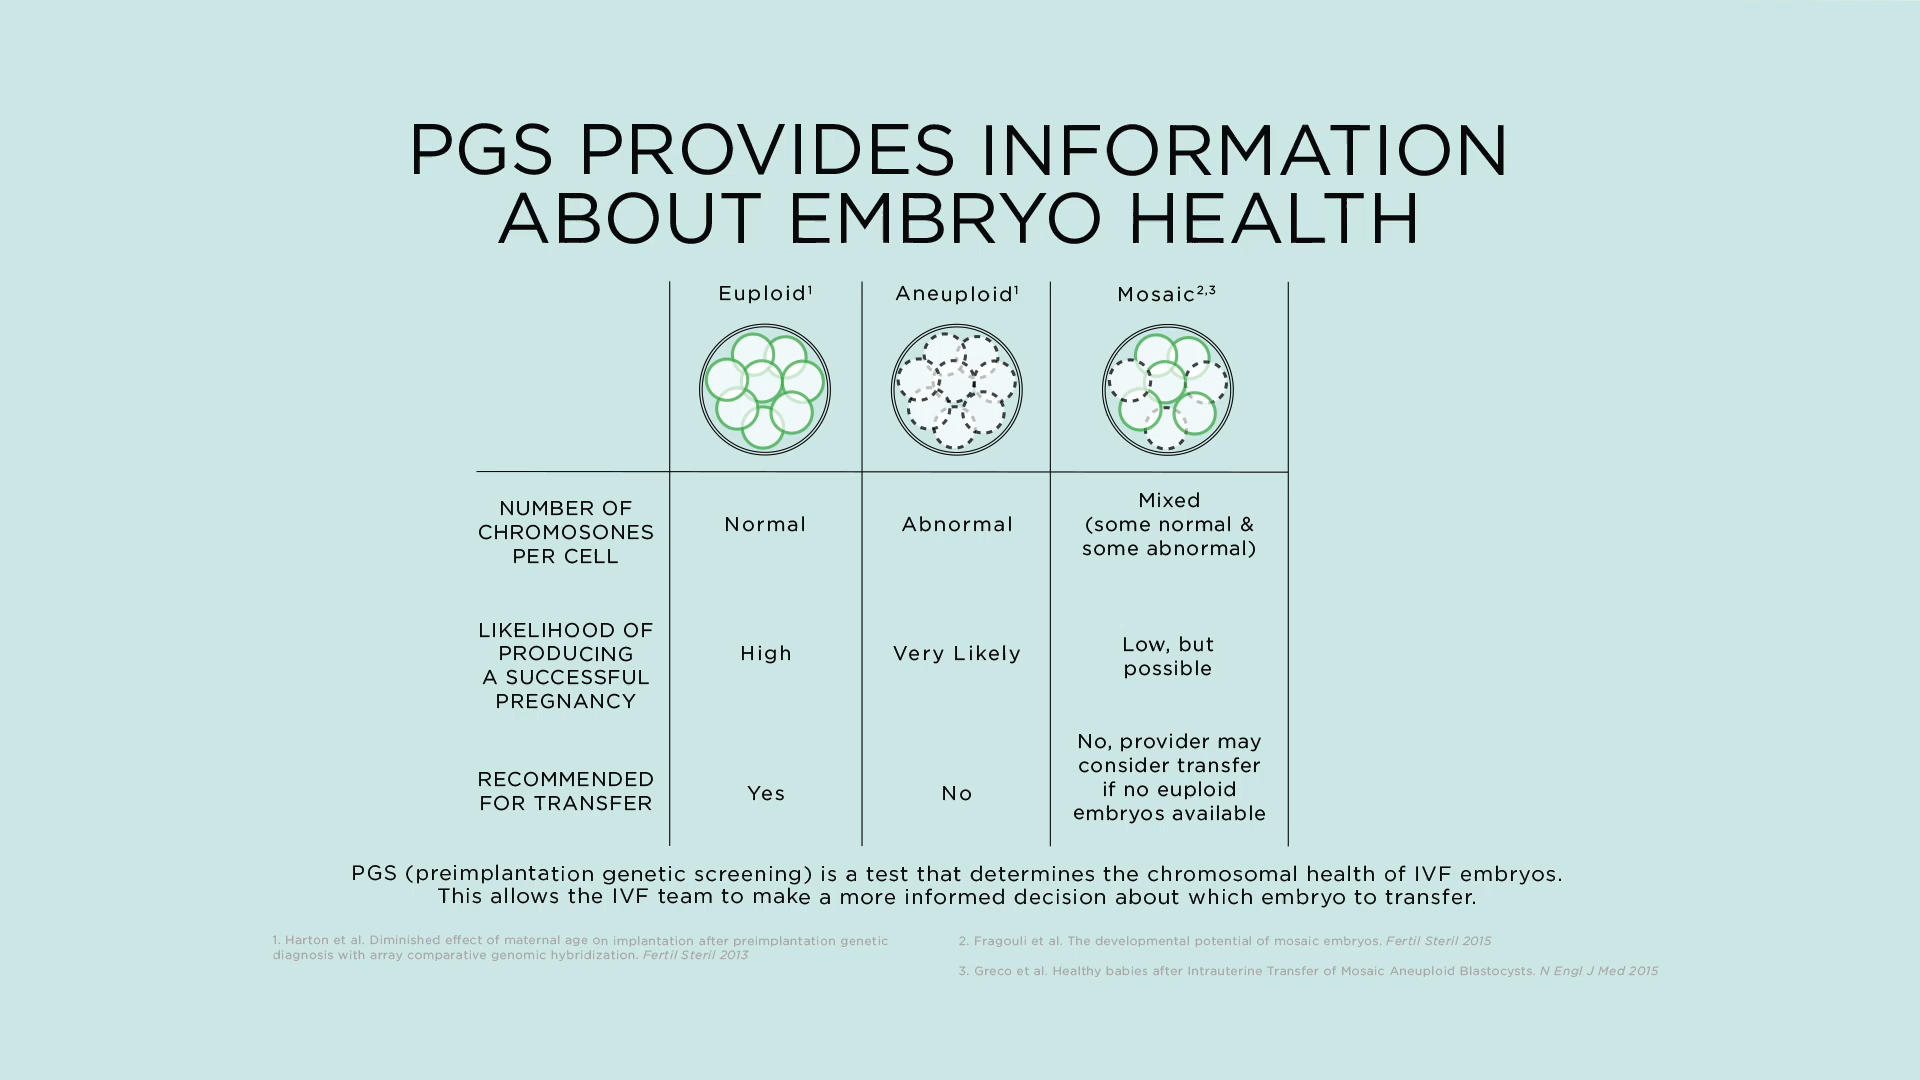 PGS PROVIDES INFORMATION
ABOUT EMBRYO HEALTH
Euploid¹ Aneuploid¹ Mosaic²,³
NUMBER OF
CHROMOSONES
PER CELL
Normal
Abnormal
Mixed
(some normal &
some abnormal)
LIKELIHOOD OF
PRODUCING
A SUCCESSFUL
PREGNANCY
High
Very Likely
Low, but
possible
RECOMMENDED
FOR TRANSFER
Yes
No
No, provider may
consider transfer
if no euploid
embryos available
PGS (preimplantation genetic screening) is a test that determines the chromosomal health of IVF embryos.
This allows the IVF team to make a more informed decision about which embryo to transfer.
1. Harton et al. Diminished effect of maternal age on implantation after preimplantation genetic
diagnosis with array comparative genomic hybridization. Fertil Steril 2013
2. Fragouli et al. The developmental potential of mosaic embryos. Fertil Steril 2015
3. Greco et al. Healthy babies after Intrauterine Transfer of Mosaic Aneuploid Blastocysts. N Engl J Med 2015